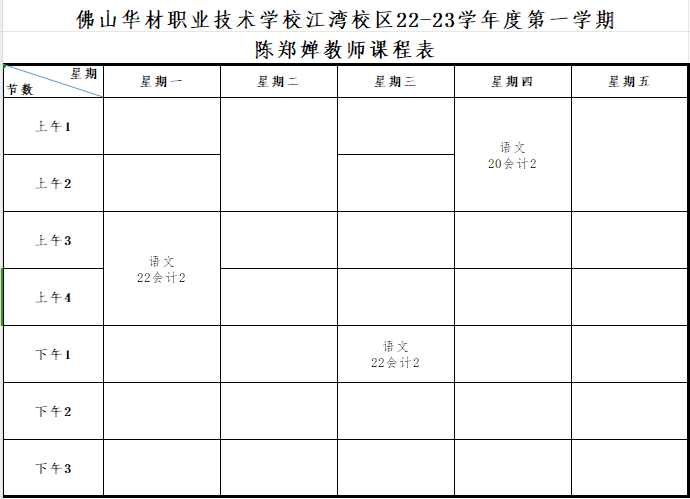 佛山华材职业技术学校江湾校区22-23学年度第一学期
陈郑婵教师课程表
星期
节数
星期一
星期二
星期三
星期四
星期五
上午1
语文
20会计2
上午2
上午3
语文
22会计2
上午4
下午1
语文
22会计2
下午2
下午3